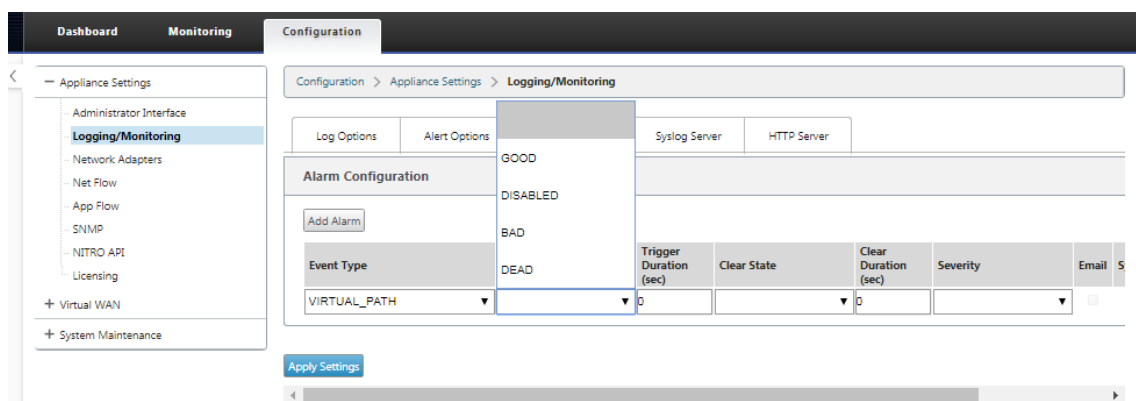 Dashboard Monitoring Configuration
Appliance Settings
Administrator Interface
Logging/Monitoring
Network Adapters
Net Flow
App Flow
SNMP
NITRO API
Licensing
Virtual WAN
System Maintenance
Configuration > Appliance Settings > Logging/Monitoring
Log Options Alert Options Syslog Server HTTP Server
Alarm Configuration
Add Alarm
GOOD
DISABLED
BAD
DEAD
Event Type Trigger Duration (sec) Clear State Clear Duration (sec) Severity Email
VIRTUAL_PATH 0 0
Apply Settings